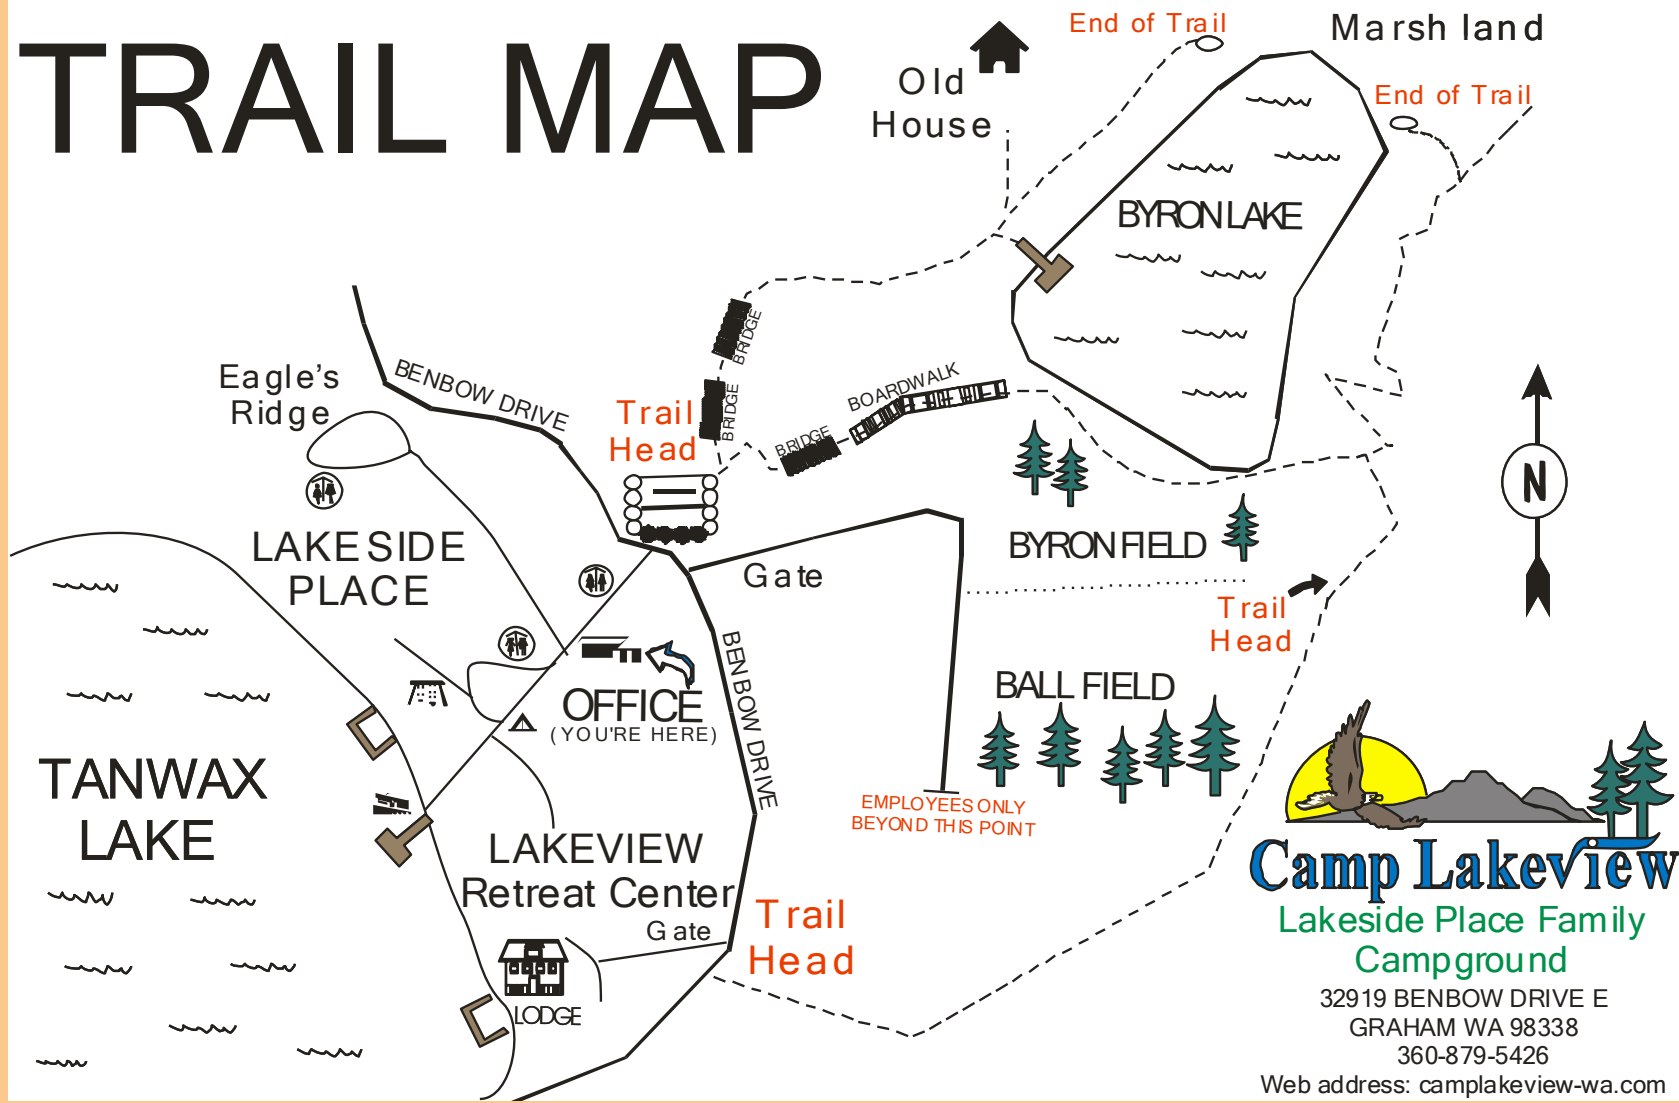 TRAIL MAP
End of Trail
Marsh land
Old
House
End of Trail
BYRON LAKE
BRIDGE
BRIDGE
Eagle's
Ridge
BENBOW DRIVE
Trail
Head
BOARDWALK
BRIDGE
N
LAKESIDE
PLACE
BYRON FIELD
Gate
Trail
Head
BENBOW DRIVE
OFFICE
(YOU'RE HERE)
BALL FIELD
TANWAX
LAKE
EMPLOYEES ONLY
BEYOND THIS POINT
LAKEVIEW
Retreat Center
Gate
Trail
Head
LODGE
Camp Lakeview
Lakeside Place Family
Campground
32919 BENBOW DRIVE E
GRAHAM WA 98338
360-879-5426
Web address: camplakeview-wa.com